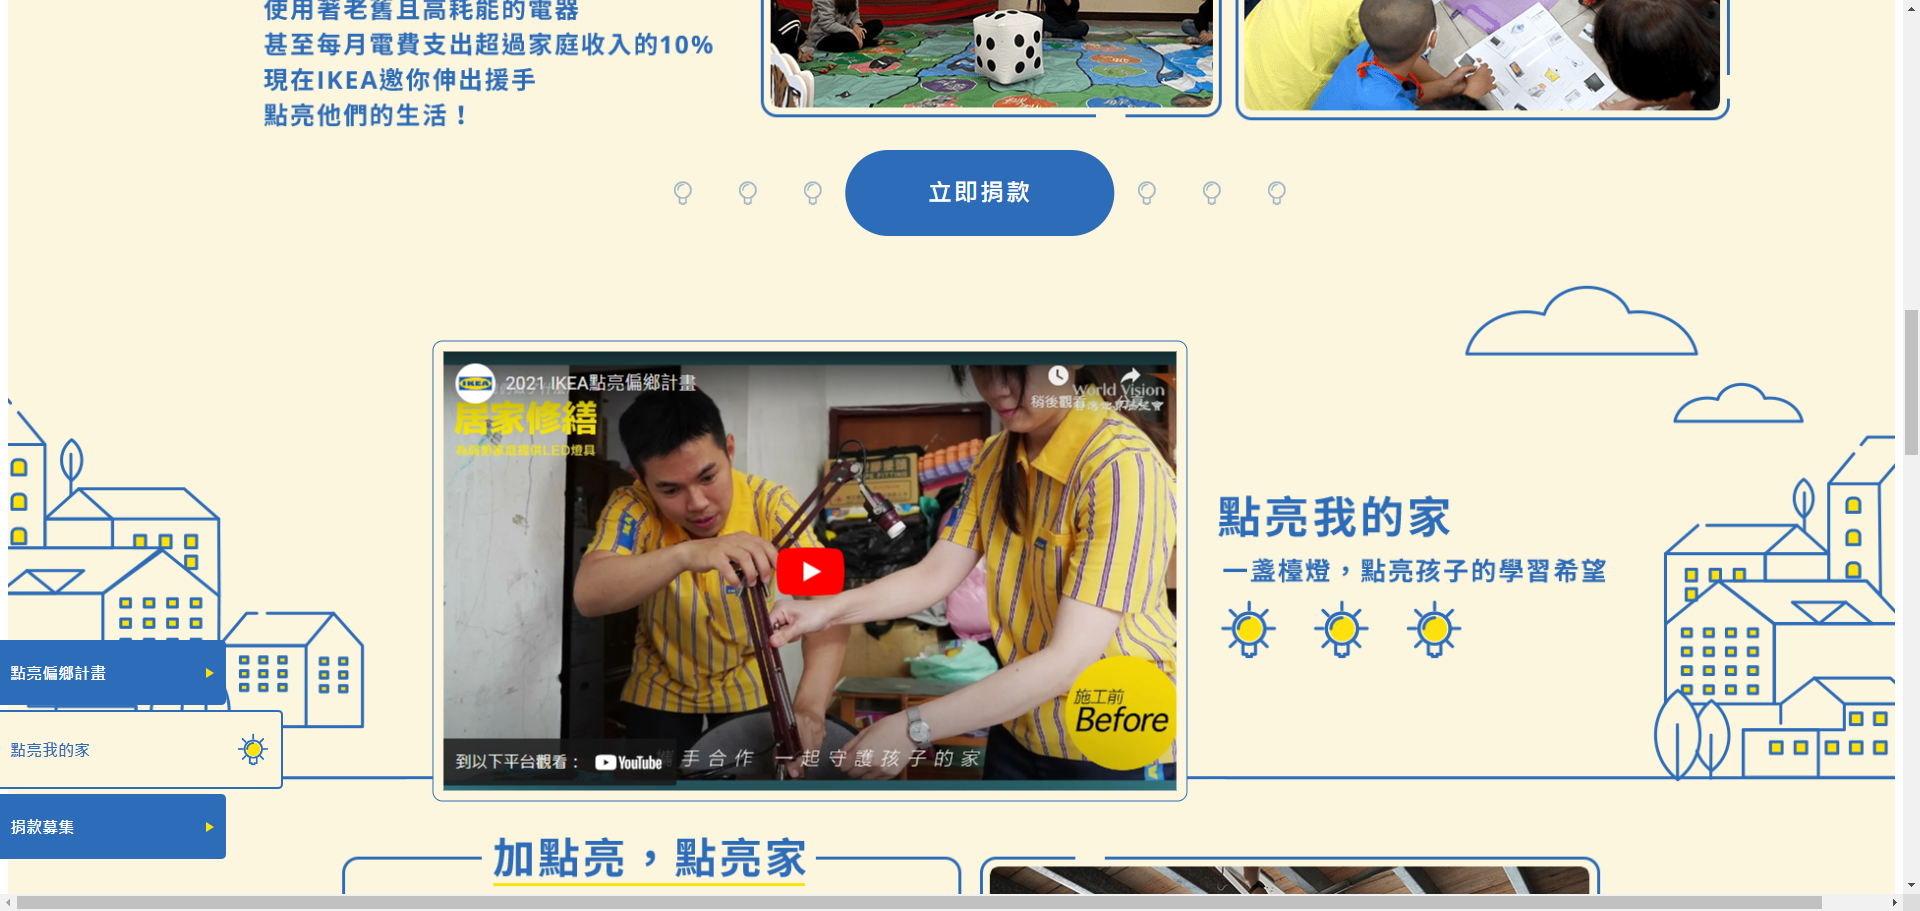 使用著老舊且高耗能的電器
甚至每月電費支出超過家庭收入的10%
現在IKEA邀你伸出援手
點亮他們的生活！
立即捐款
IKEA
2021 IKEA點亮偏鄉計畫
稍後觀看
World Vision
居家修繕
點亮我的家
一盞檯燈，點亮孩子的學習希望
點亮偏鄉計畫
施工前
Before
點亮我的家
到以下平台觀看：
YouTube
手合作 一起守護孩子的家
捐款募集
加點亮，點亮家